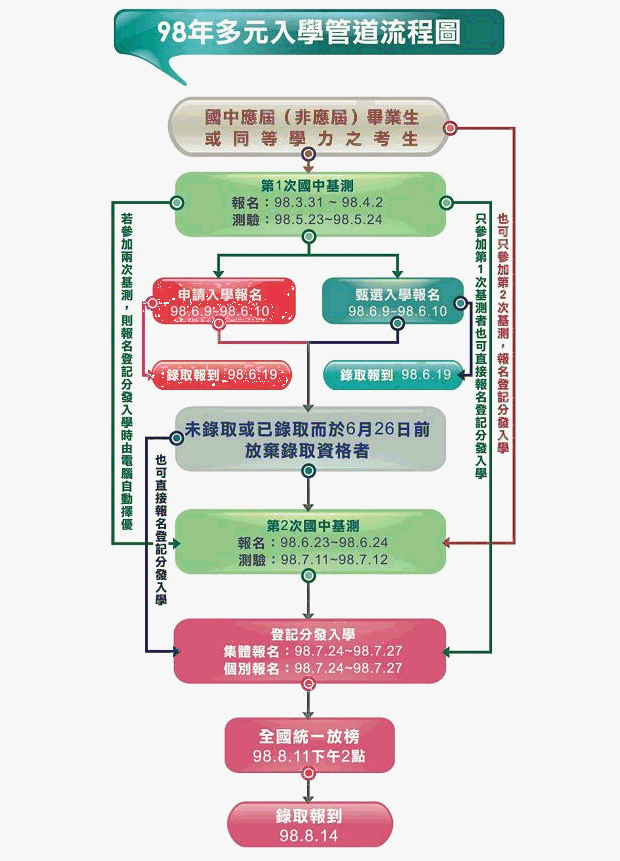 98年多元入學管道流程圖
國中應屆（非應屆）畢業生
或同等學力之考生
第1次國中基測
報名：98.3.31 ~ 98.4.2
測驗：98.5.23~98.5.24
申請入學報名
98.6.9~98.6.10
甄選入學報名
98.6.9~98.6.10
錄取報到 98.6.19
錄取報到 98.6.19
若參加兩次基測，則報名登記分發入學時由電腦自動擇優
只參加第1次基測者也可直接報名登記分發入學
也可只參加第2次基測，報名登記分發入學
未錄取或已錄取而於6月26日前
放棄錄取資格者
也可直接報名登記分發入學
第2次國中基測
報名：98.6.23~98.6.24
測驗：98.7.11~98.7.12
登記分發入學
集體報名：98.7.24~98.7.27
個別報名：98.7.24~98.7.27
全國統一放榜
98.8.11下午2點
錄取報到
98.8.14